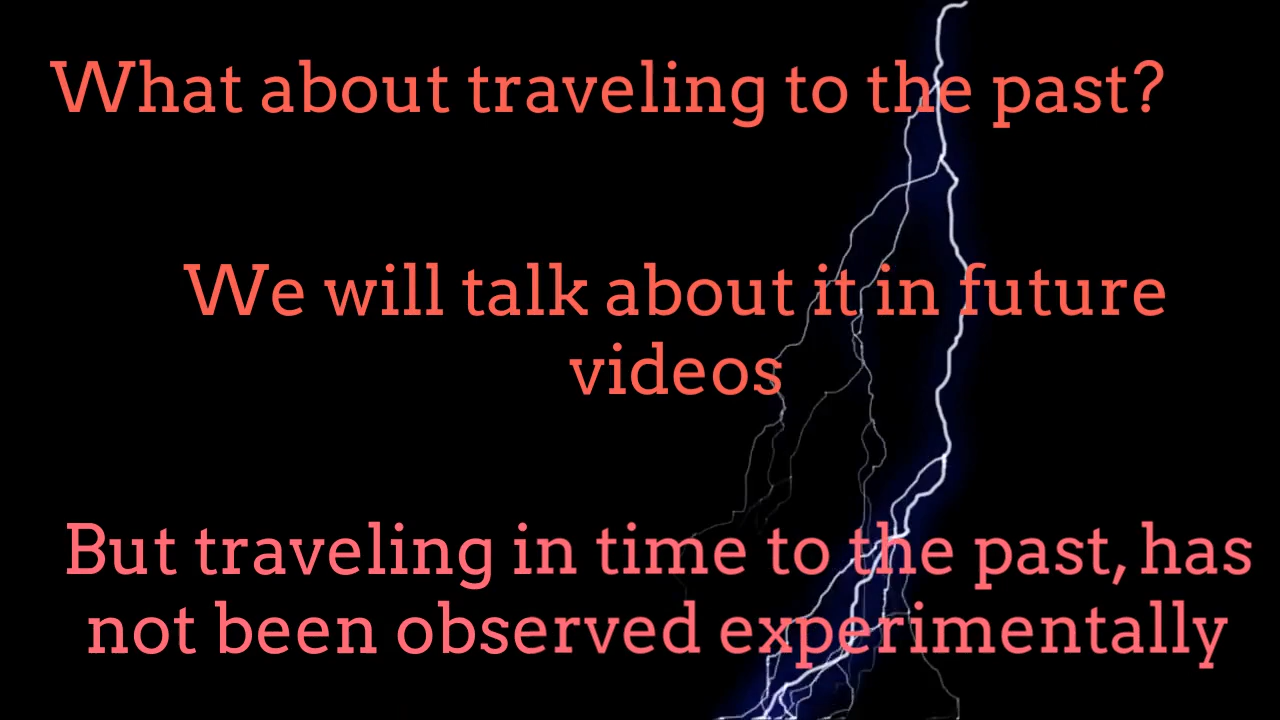 What about traveling to the past?
We will talk about it in future
videos
But traveling in time to the past, has
not been observed experimentally